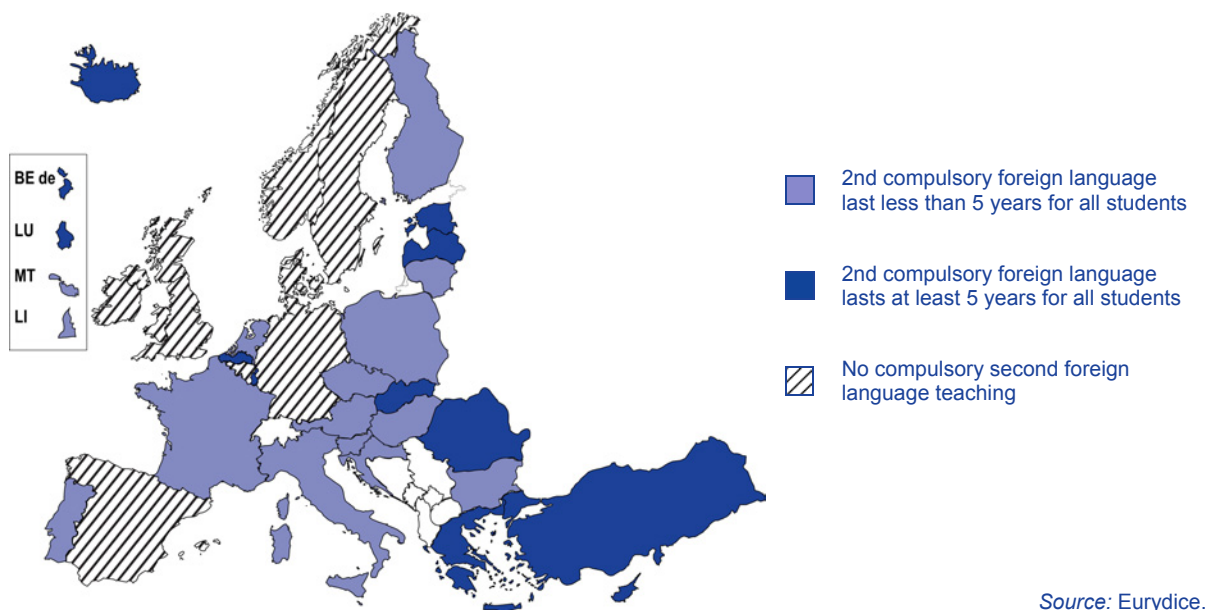 BE de
LU
MT
LI
2nd compulsory foreign language
last less than 5 years for all students
2nd compulsory foreign language
lasts at least 5 years for all students
No compulsory second foreign
language teaching
Source: Eurydice.